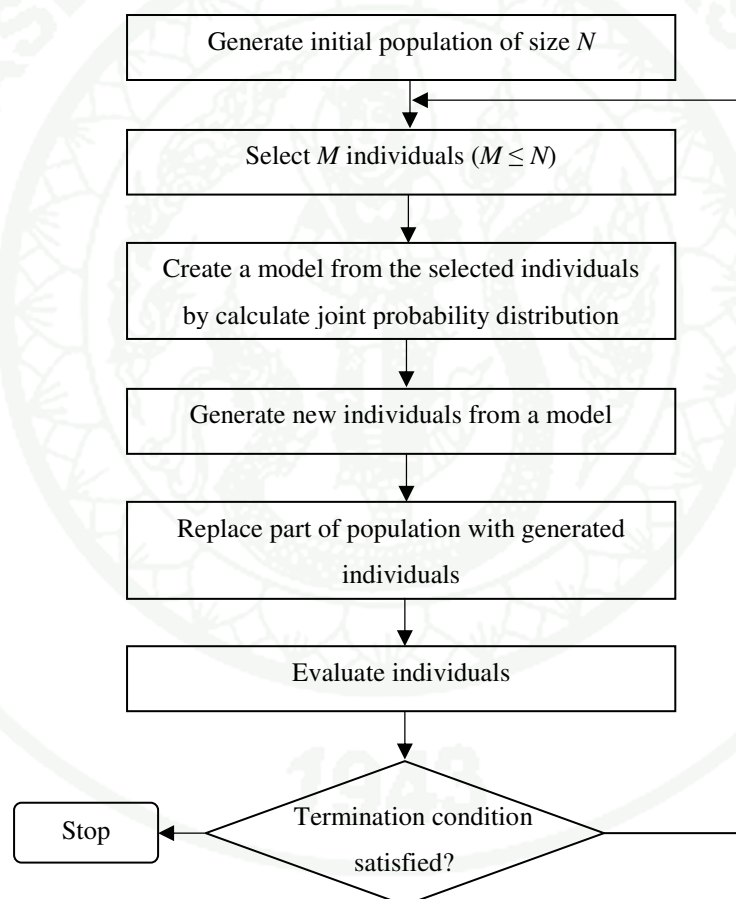 Generate initial population of size N
Select M individuals (M ≤ N)
Create a model from the selected individuals
by calculate joint probability distribution
Generate new individuals from a model
Replace part of population with generated
individuals
Evaluate individuals
1943
Termination condition
satisfied?
Stop